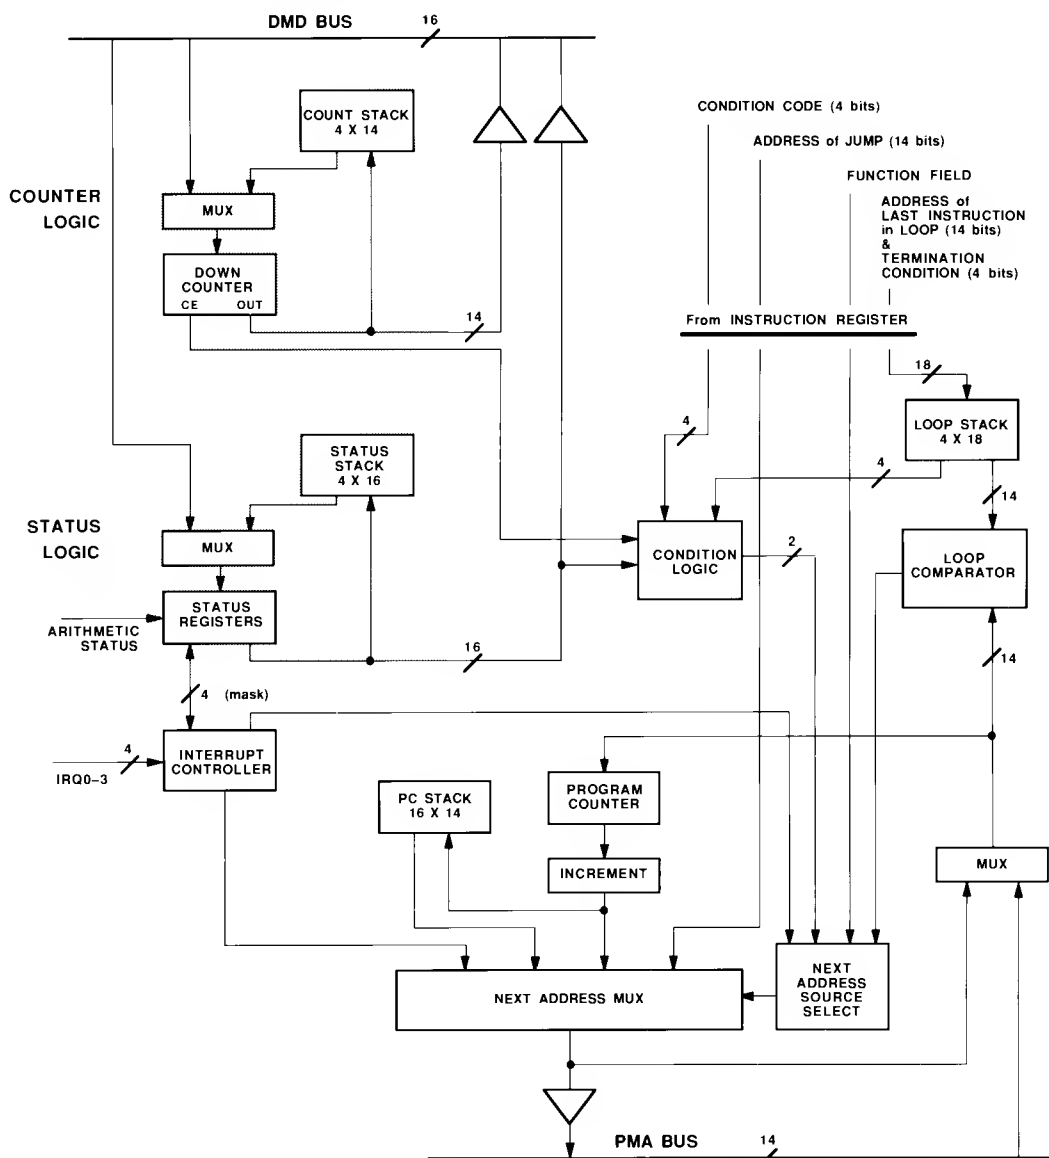 DMD BUS
16
COUNT STACK
4 X 14
CONDITION CODE (4 bits)
ADDRESS of JUMP (14 bits)
FUNCTION FIELD
ADDRESS of
LAST INSTRUCTION
in LOOP (14 bits)
&
TERMINATION
CONDITION (4 bits)
COUNTER
LOGIC
MUX
DOWN
COUNTER
CE OUT
14
From INSTRUCTION REGISTER
18
LOOP STACK
4 X 18
4
4
14
STATUS
STACK
4 X 16
STATUS
LOGIC
MUX
CONDITION
LOGIC
2
LOOP
COMPARATOR
STATUS
REGISTERS
ARITHMETIC
STATUS
16
14
4 (mask)
INTERRUPT
CONTROLLER
4
IRQ0–3
PC STACK
16 X 14
PROGRAM
COUNTER
INCREMENT
MUX
NEXT ADDRESS MUX
NEXT
ADDRESS
SOURCE
SELECT
PMA BUS
14